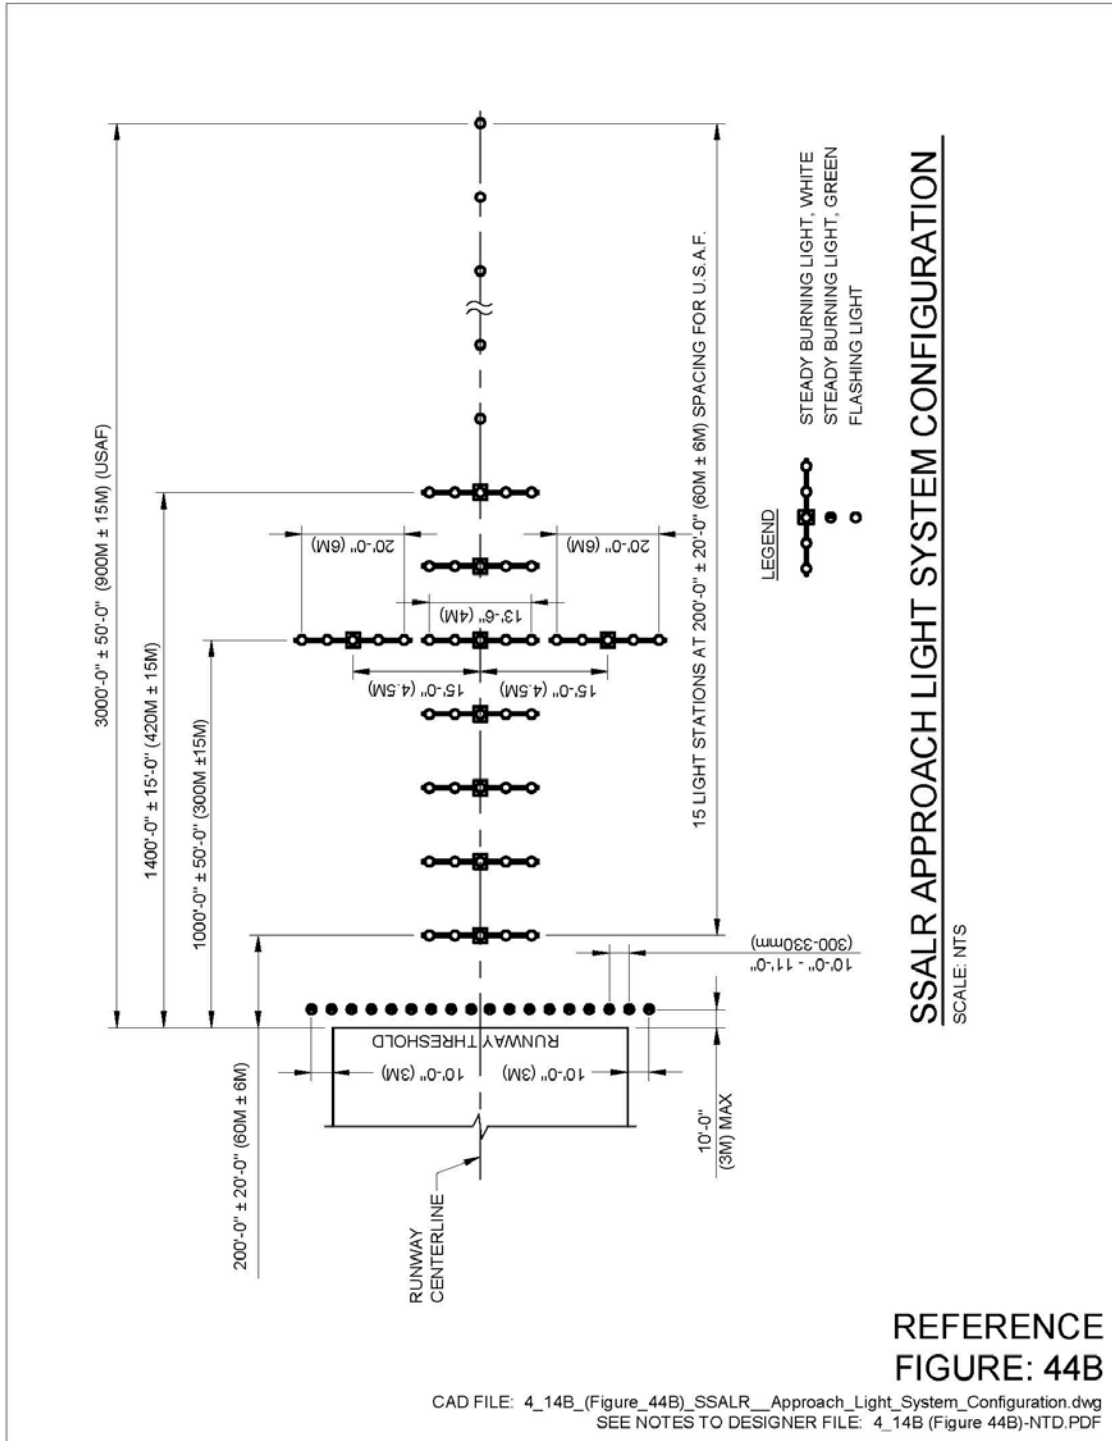 3000'-0" ± 50'-0" (900M ± 15M) (USAF)
1400'-0" ± 15'-0" (420M ± 15M)
1000'-0" ± 50'-0" (300M ±15M)
200'-0" ± 20'-0" (60M ± 6M)
20'-0" (6M)
20'-0" (6M)
13'-6" (4M)
15'-0" (4.5M)
15'-0" (4.5M)
RUNWAY THRESHOLD
10'-0" (3M)
10'-0" (3M)
RUNWAY
CENTERLINE
15 LIGHT STATIONS AT 200'-0" ± 20'-0" (60M ± 6M) SPACING FOR U.S.A.F.
10'-0" - 11'-0"
(300-330mm)
10'-0"
(3M) MAX
LEGEND
STEADY BURNING LIGHT, WHITE
STEADY BURNING LIGHT, GREEN
FLASHING LIGHT
SSALR APPROACH LIGHT SYSTEM CONFIGURATION
SCALE: NTS
REFERENCE
FIGURE: 44B
CAD FILE: 4_14B_(Figure_44B)_SSALR__Approach_Light_System_Configuration.dwg
SEE NOTES TO DESIGNER FILE: 4_14B (Figure 44B)-NTD.PDF